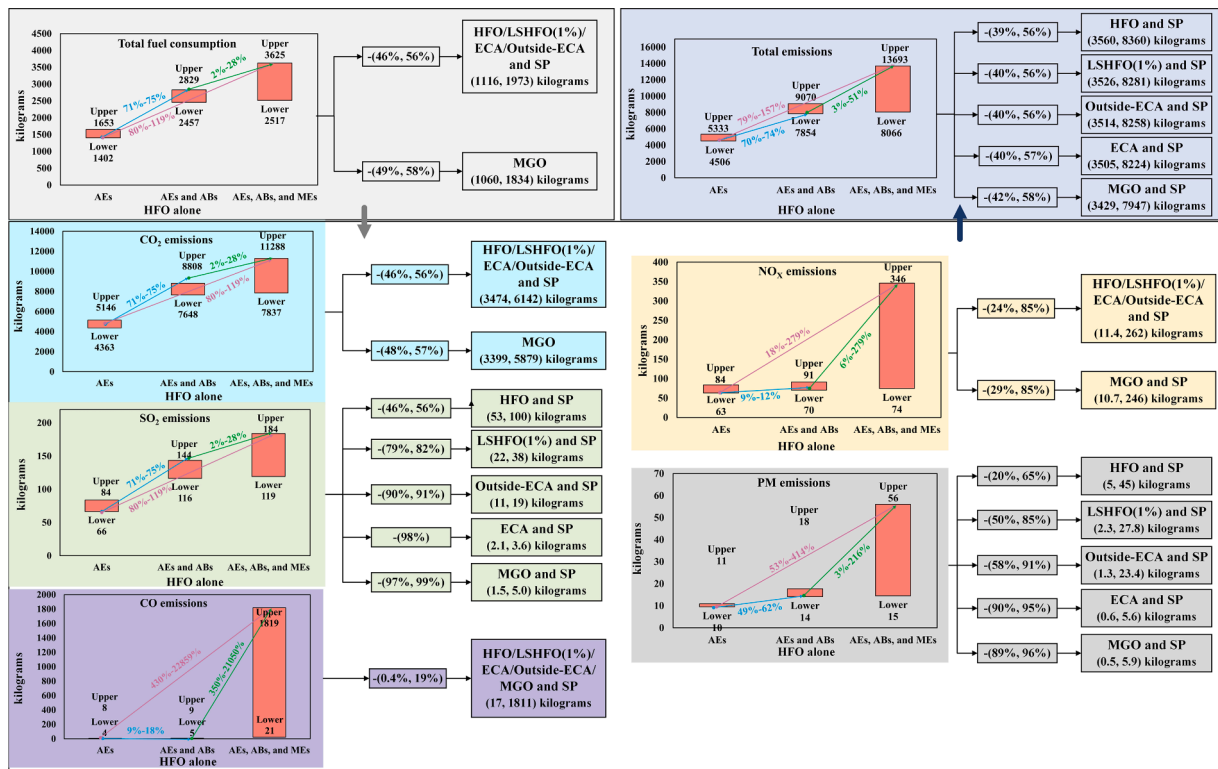 Total fuel consumption
kilograms
4500
4000
3500
3000
2500
2000
1500
1000
500
0
Upper
1653
Lower
1402
71%-75%
80%-119%
Upper
2829
Lower
2457
2%-28%
Upper
3625
Lower
2517
AEs
AEs and ABs
AEs, ABs, and MEs
HFO alone
-(46%, 56%)
HFO/LSHFO(1%)/
ECA/Outside-ECA
and SP
(1116, 1973) kilograms
-(49%, 58%)
MGO
(1060, 1834) kilograms
Total emissions
kilograms
16000
14000
12000
10000
8000
6000
4000
2000
0
Upper
5333
Lower
4506
79%-157%
70%-74%
Upper
9070
Lower
7854
3%-51%
Upper
13693
Lower
8066
AEs
AEs and ABs
AEs, ABs, and MEs
HFO alone
-(39%, 56%)
HFO and SP
(3560, 8360) kilograms
-(40%, 56%)
LSHFO(1%) and SP
(3526, 8281) kilograms
-(40%, 56%)
Outside-ECA and SP
(3514, 8258) kilograms
-(40%, 57%)
ECA and SP
(3505, 8224) kilograms
-(42%, 58%)
MGO and SP
(3429, 7947) kilograms
CO2 emissions
kilograms
14000
12000
10000
8000
6000
4000
2000
0
Upper
5146
Lower
4363
71%-75%
80%-119%
Upper
8808
Lower
7648
2%-28%
Upper
11288
Lower
7837
AEs
AEs and ABs
AEs, ABs, and MEs
HFO alone
-(46%, 56%)
HFO/LSHFO(1%)/
ECA/Outside-ECA
and SP
(3474, 6142) kilograms
-(48%, 57%)
MGO
(3399, 5879) kilograms
SO2 emissions
kilograms
200
150
100
50
0
Upper
84
Lower
66
71%-75%
80%-119%
Upper
144
Lower
116
2%-28%
Upper
184
Lower
119
AEs
AEs and ABs
AEs, ABs, and MEs
HFO alone
-(46%, 56%)
HFO and SP
(53, 100) kilograms
-(79%, 82%)
LSHFO(1%) and SP
(22, 38) kilograms
-(90%, 91%)
Outside-ECA and SP
(11, 19) kilograms
-(98%)
ECA and SP
(2.1, 3.6) kilograms
-(97%, 99%)
MGO and SP
(1.5, 5.0) kilograms
CO emissions
kilograms
2000
1800
1600
1400
1200
1000
800
600
400
200
0
Upper
8
Lower
4
430%-22859%
9%-18%
Upper
9
Lower
5
350%-21050%
Upper
1819
Lower
21
AEs
AEs and ABs
AEs, ABs, and MEs
HFO alone
-(0.4%, 19%)
HFO/LSHFO(1%)/
ECA/Outside-ECA/
MGO and SP
(17, 1811) kilograms
NOX emissions
kilograms
400
350
300
250
200
150
100
50
0
Upper
84
Lower
63
18%-279%
9%-12%
Upper
91
Lower
70
6%-279%
Upper
346
Lower
74
AEs
AEs and ABs
AEs, ABs, and MEs
HFO alone
-(24%, 85%)
HFO/LSHFO(1%)/
ECA/Outside-ECA
and SP
(11.4, 262) kilograms
-(29%, 85%)
MGO and SP
(10.7, 246) kilograms
PM emissions
kilograms
70
60
50
40
30
20
10
0
Upper
11
Lower
10
53%-414%
49%-62%
Upper
18
Lower
14
3%-216%
Upper
56
Lower
15
AEs
AEs and ABs
AEs, ABs, and MEs
HFO alone
-(20%, 65%)
HFO and SP
(5, 45) kilograms
-(50%, 85%)
LSHFO(1%) and SP
(2.3, 27.8) kilograms
-(58%, 91%)
Outside-ECA and SP
(1.3, 23.4) kilograms
-(90%, 95%)
ECA and SP
(0.6, 5.6) kilograms
-(89%, 96%)
MGO and SP
(0.5, 5.9) kilograms